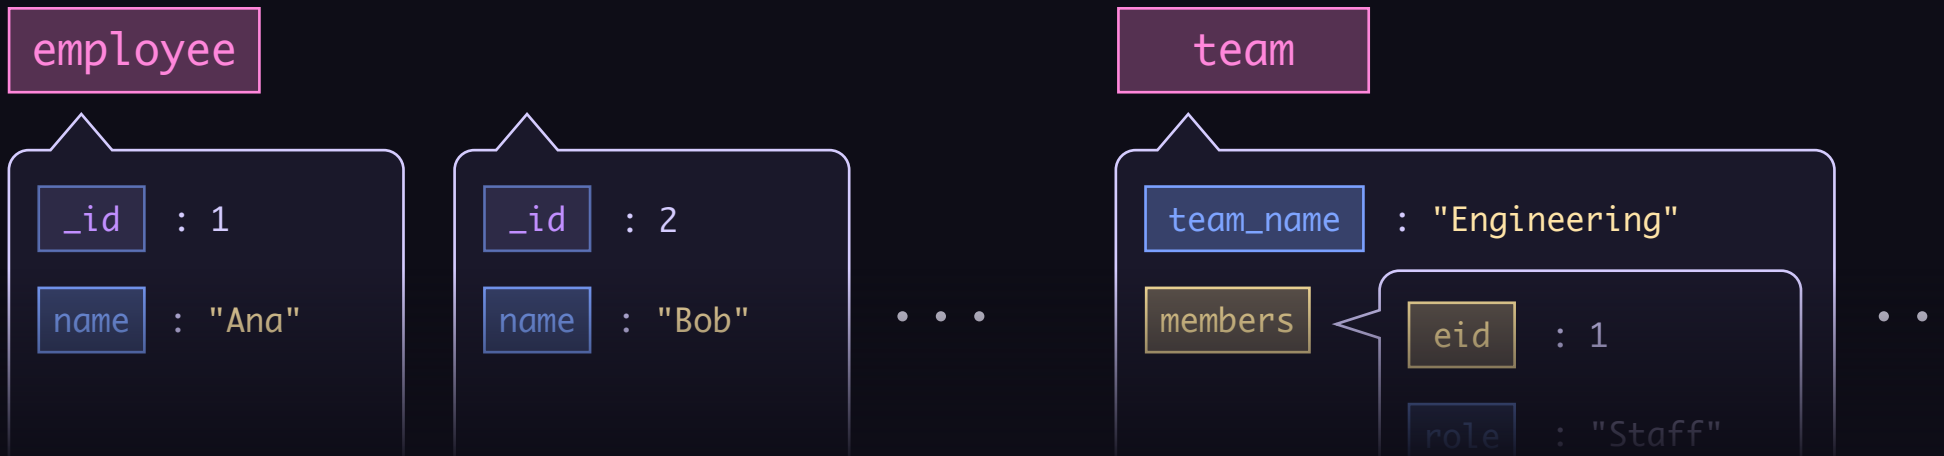 employee
_id : 1
name : "Ana"
_id : 2
name : "Bob"
• • •
team
team_name : "Engineering"
members
eid : 1
role : "Staff"
• •